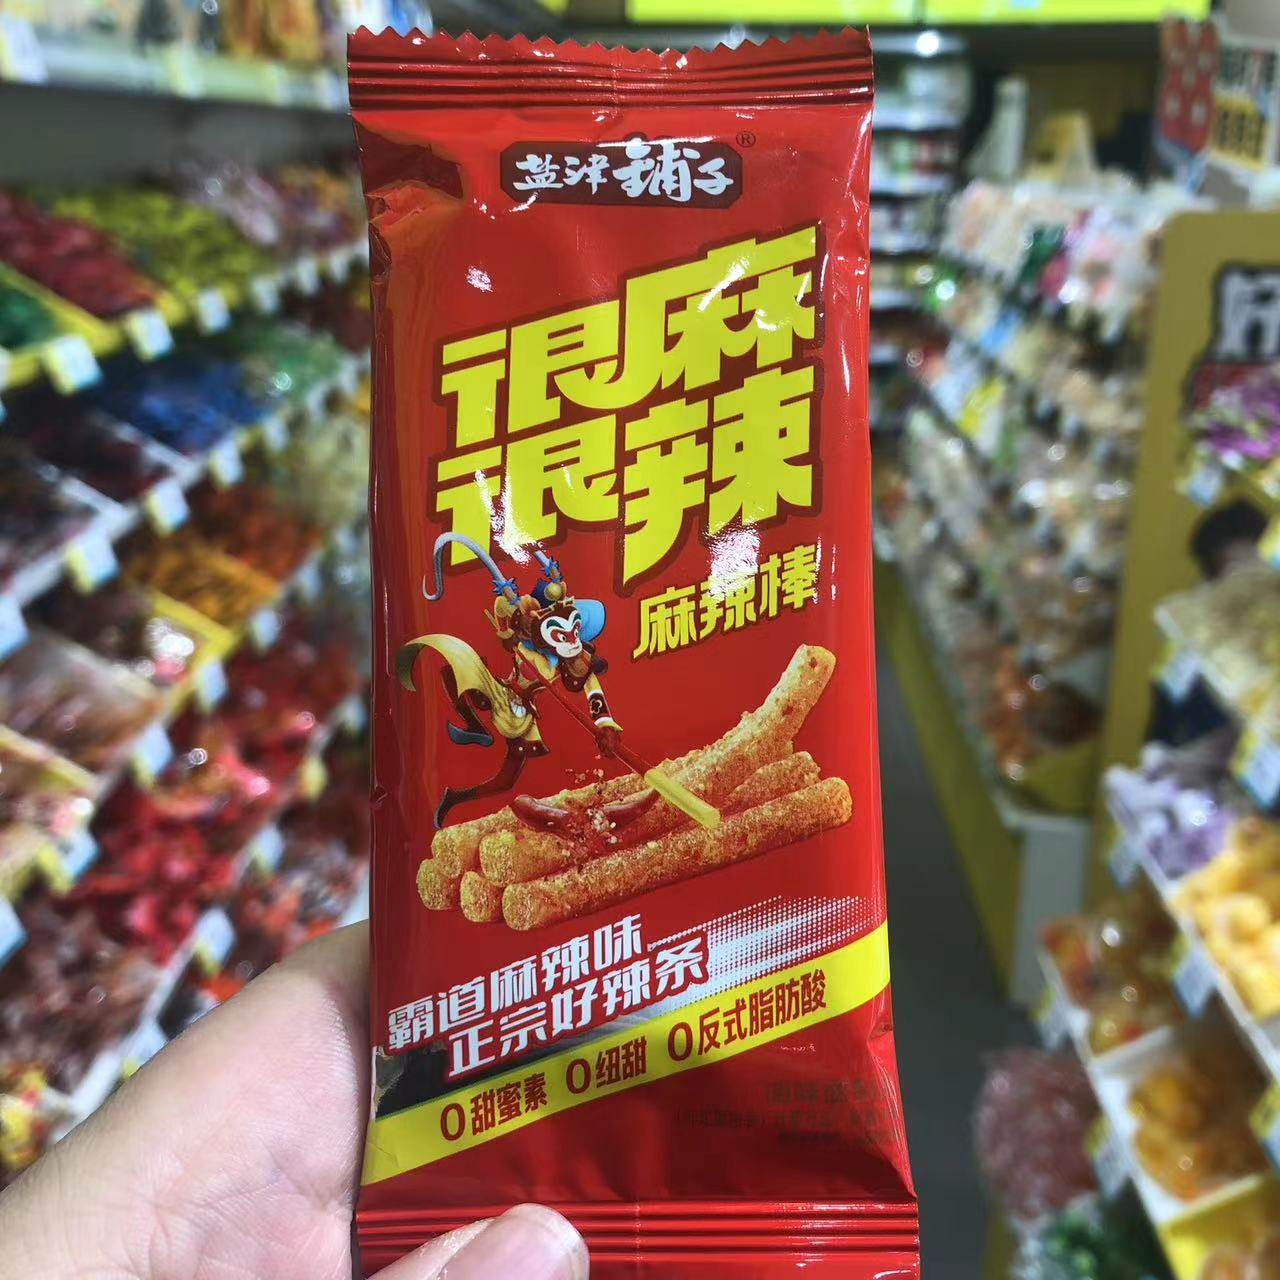 盐津铺子®
很麻
很辣
麻辣棒
霸道麻辣味
正宗好辣条
0甜蜜素 0纽甜 0反式脂肪酸